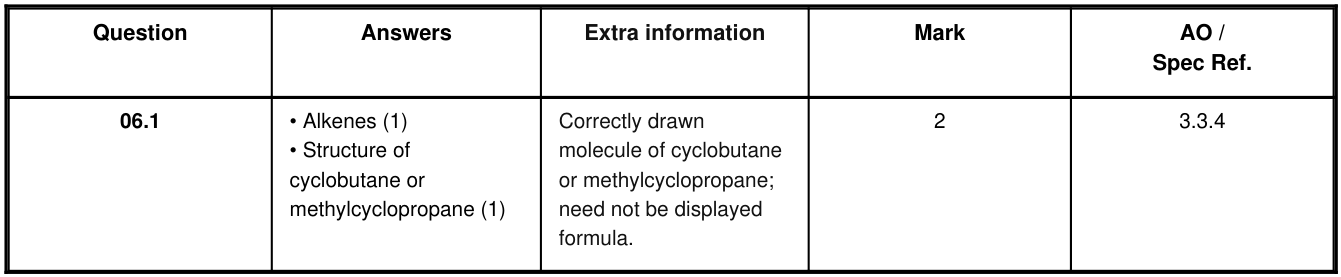 Question
Answers
Extra information
Mark
AO /
Spec Ref.
06.1
• Alkenes (1)
• Structure of
cyclobutane or
methylcyclopropane (1)
Correctly drawn
molecule of cyclobutane
or methylcyclopropane;
need not be displayed
formula.
2
3.3.4